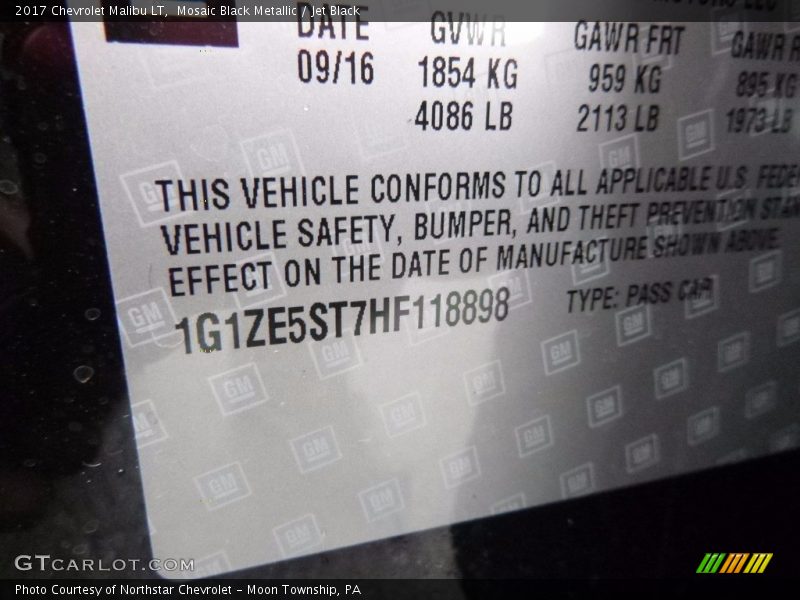 2017 Chevrolet Malibu LT, Mosaic Black Metallic / Jet Black
DATE GVWR GAWR FRT GAWR
09/16 1854 KG 959 KG 895 KG
4086 LB 2113 LB 1973 LB
THIS VEHICLE CONFORMS TO ALL APPLICABLE U.S. FEDE
VEHICLE SAFETY, BUMPER, AND THEFT PREVENTION STAN
EFFECT ON THE DATE OF MANUFACTURE SHOWN ABOVE.
1G1ZE5ST7HF118898 TYPE: PASS CAR
GTCARLOT.COM
Photo Courtesy of Northstar Chevrolet - Moon Township, PA